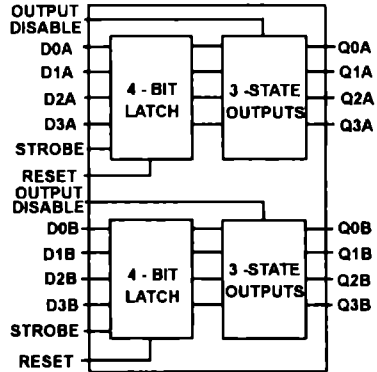 OUTPUT
DISABLE
D0A
D1A
D2A
D3A
STROBE
RESET
4 - BIT
LATCH
3 -STATE
OUTPUTS
Q0A
Q1A
Q2A
Q3A
OUTPUT
DISABLE
D0B
D1B
D2B
D3B
STROBE
RESET
4 - BIT
LATCH
3 -STATE
OUTPUTS
Q0B
Q1B
Q2B
Q3B